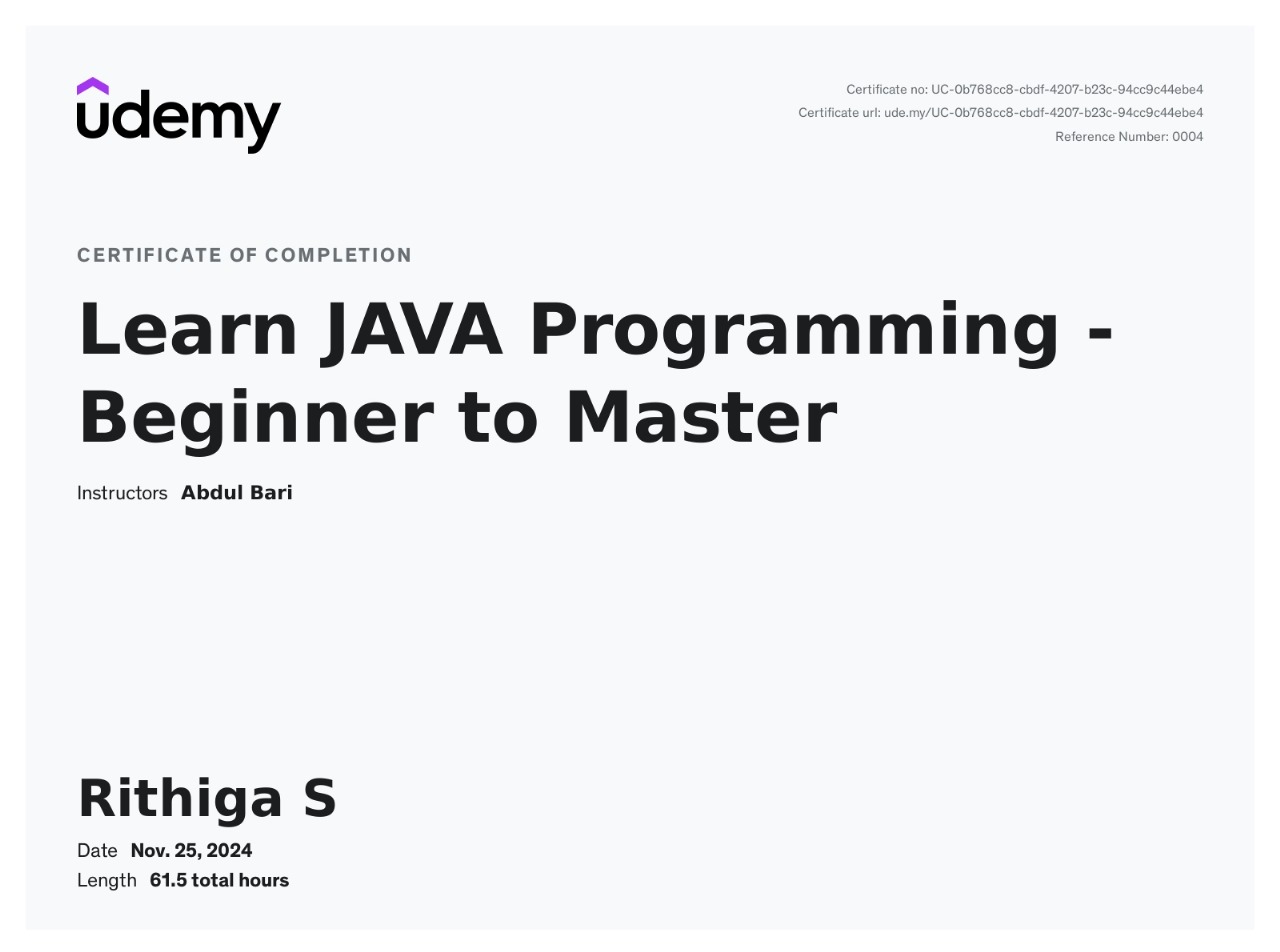 udemy
Certificate no: UC-0b768cc8-cbdf-4207-b23c-94cc9c44ebe4
Certificate url: ude.my/UC-0b768cc8-cbdf-4207-b23c-94cc9c44ebe4
Reference Number: 0004
CERTIFICATE OF COMPLETION
Learn JAVA Programming -
Beginner to Master
Instructors Abdul Bari
Rithiga S
Date Nov. 25, 2024
Length 61.5 total hours